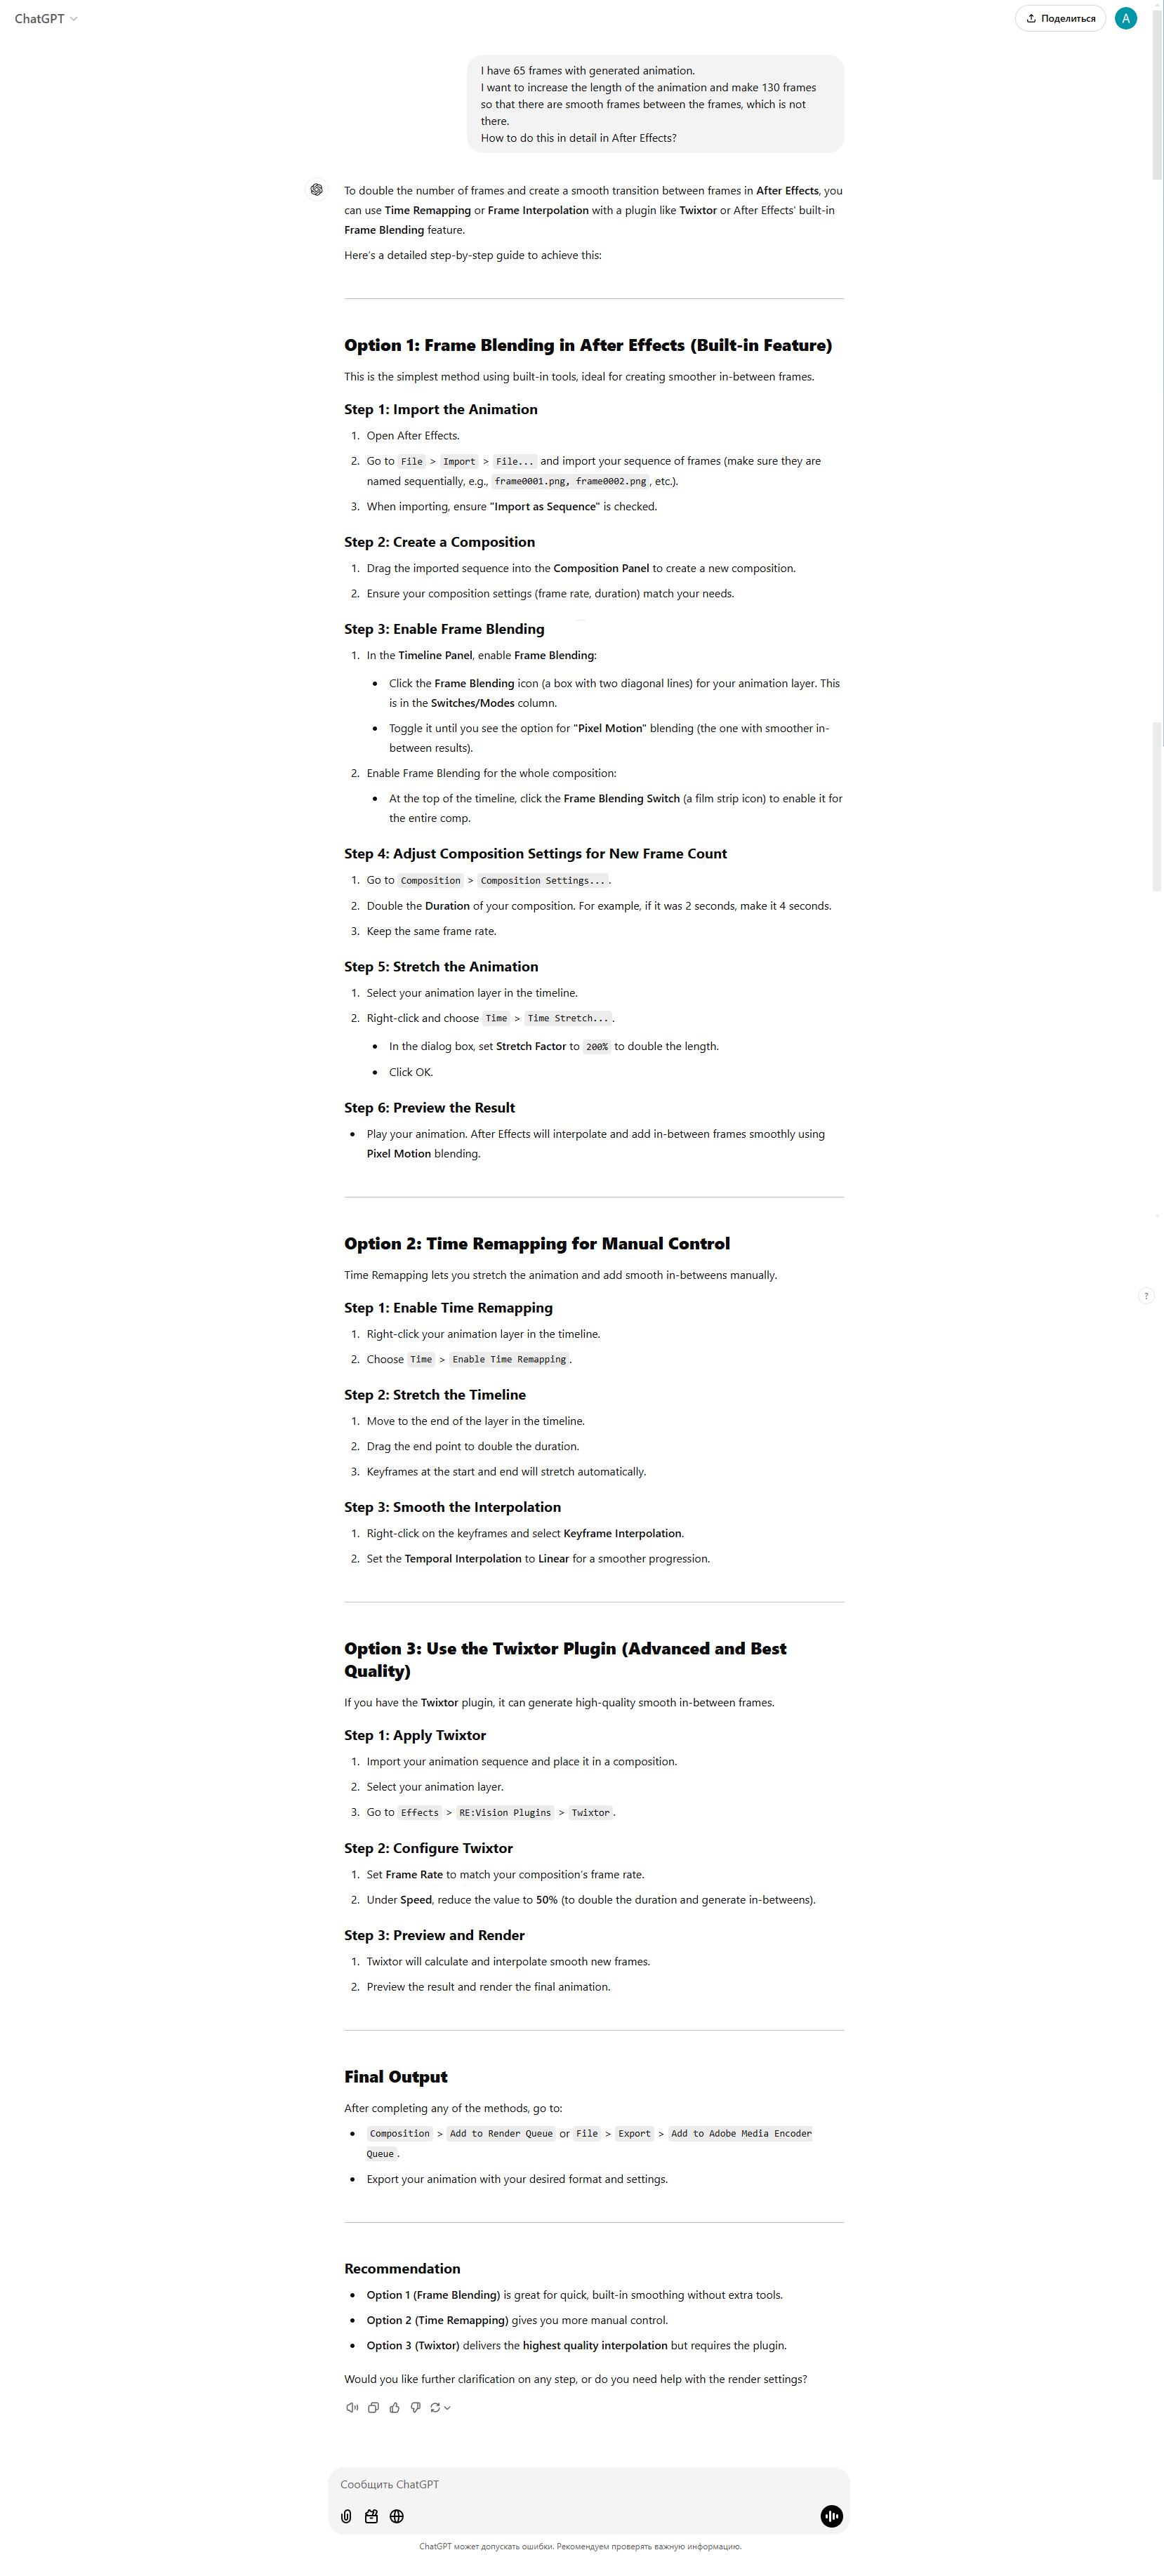 ChatGPT
Поделиться
A
I have 65 frames with generated animation.
I want to increase the length of the animation and make 130 frames
so that there are smooth frames between the frames, which is not
there.
How to do this in detail in After Effects?
To double the number of frames and create a smooth transition between frames in After Effects, you
can use Time Remapping or Frame Interpolation with a plugin like Twixtor or After Effects' built-in
Frame Blending feature.
Here's a detailed step-by-step guide to achieve this:
Option 1: Frame Blending in After Effects (Built-in Feature)
This is the simplest method using built-in tools, ideal for creating smoother in-between frames.
Step 1: Import the Animation
1. Open After Effects.
2. Go to File > Import > File... and import your sequence of frames (make sure they are
named sequentially, e.g., frame0001.png, frame0002.png, etc.).
3. When importing, ensure "Import as Sequence" is checked.
Step 2: Create a Composition
1. Drag the imported sequence into the Composition Panel to create a new composition.
2. Ensure your composition settings (frame rate, duration) match your needs.
Step 3: Enable Frame Blending
1. In the Timeline Panel, enable Frame Blending:
• Click the Frame Blending icon (a box with two diagonal lines) for your animation layer. This
is in the Switches/Modes column.
• Toggle it until you see the option for "Pixel Motion" blending (the one with smoother in-
between results).
2. Enable Frame Blending for the whole composition:
• At the top of the timeline, click the Frame Blending Switch (a film strip icon) to enable it for
the entire comp.
Step 4: Adjust Composition Settings for New Frame Count
1. Go to Composition > Composition Settings... .
2. Double the Duration of your composition. For example, if it was 2 seconds, make it 4 seconds.
3. Keep the same frame rate.
Step 5: Stretch the Animation
1. Select your animation layer in the timeline.
2. Right-click and choose Time > Time Stretch... .
• In the dialog box, set Stretch Factor to 200% to double the length.
• Click OK.
Step 6: Preview the Result
• Play your animation. After Effects will interpolate and add in-between frames smoothly using
Pixel Motion blending.
Option 2: Time Remapping for Manual Control
Time Remapping lets you stretch the animation and add smooth in-betweens manually.
?
Step 1: Enable Time Remapping
1. Right-click your animation layer in the timeline.
2. Choose Time > Enable Time Remapping .
Step 2: Stretch the Timeline
1. Move to the end of the layer in the timeline.
2. Drag the end point to double the duration.
3. Keyframes at the start and end will stretch automatically.
Step 3: Smooth the Interpolation
1. Right-click on the keyframes and select Keyframe Interpolation.
2. Set the Temporal Interpolation to Linear for a smoother progression.
Option 3: Use the Twixtor Plugin (Advanced and Best
Quality)
If you have the Twixtor plugin, it can generate high-quality smooth in-between frames.
Step 1: Apply Twixtor
1. Import your animation sequence and place it in a composition.
2. Select your animation layer.
3. Go to Effects > RE:Vision Plugins > Twixtor .
Step 2: Configure Twixtor
1. Set Frame Rate to match your composition's frame rate.
2. Under Speed, reduce the value to 50% (to double the duration and generate in-betweens).
Step 3: Preview and Render
1. Twixtor will calculate and interpolate smooth new frames.
2. Preview the result and render the final animation.
Final Output
After completing any of the methods, go to:
• Composition > Add to Render Queue or File > Export > Add to Adobe Media Encoder
Queue .
• Export your animation with your desired format and settings.
Recommendation
• Option 1 (Frame Blending) is great for quick, built-in smoothing without extra tools.
• Option 2 (Time Remapping) gives you more manual control.
• Option 3 (Twixtor) delivers the highest quality interpolation but requires the plugin.
Would you like further clarification on any step, or do you need help with the render settings?
Сообщить ChatGPT
ChatGPT может допускать ошибки. Рекомендуем проверять важную информацию.